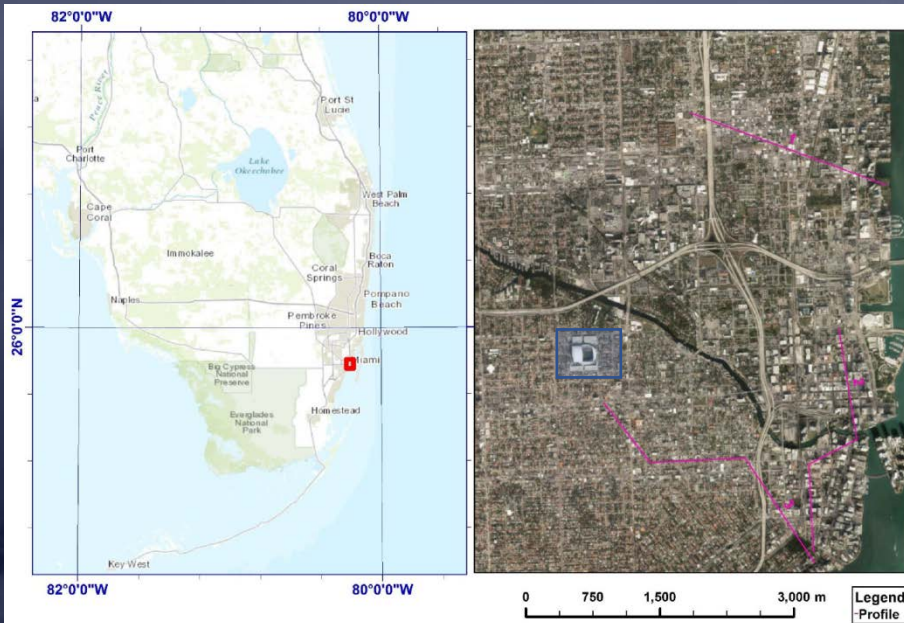 82°0'0"W
80°0'0"W
Peace River
Port St
Lucie
Port
Charlotte
Lake
Okeechobee
West Palm
Beach
Cape
Coral
Immokalee
Boca
Raton
Coral
Springs
Pompano
Beach
Naples
Pembroke
Pines
Hollywood
26°0'0"N
Miami
Big Cypress
National
Preserve
Homestead
Everglades
National
Park
Key West
82°0'0"W
80°0'0"W
0 750 1,500 3,000 m
Legend
Profile